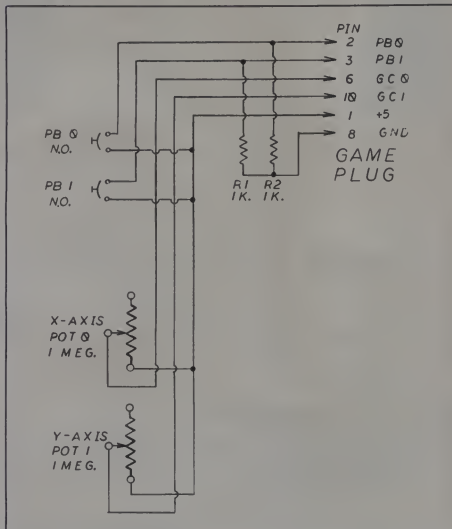 PIN
2 PBØ
3 PB1
6 GCØ
1Ø GC1
1 +5
8 GND
GAME
PLUG
PB Ø
N.O.
PB 1
N.O.
R1 R2
1K. 1K.
X-AXIS
POT Ø
1 MEG.
Y-AXIS
POT 1
1 MEG.